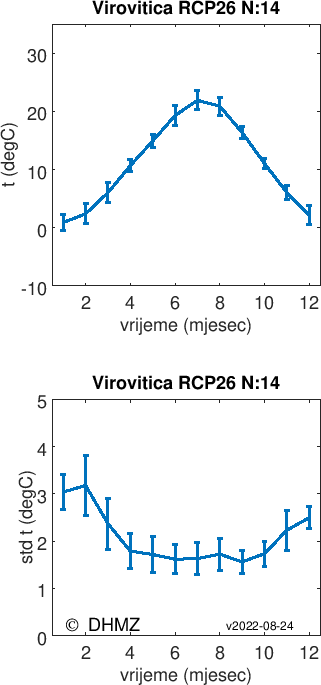 Virovitica RCP26 N:14
30
20
10
0
-10
t (degC)
2 4 6 8 10 12
vrijeme (mjesec)
Virovitica RCP26 N:14
5
4
3
2
1
0
std t (degC)
© DHMZ v2022-08-24
2 4 6 8 10 12
vrijeme (mjesec)